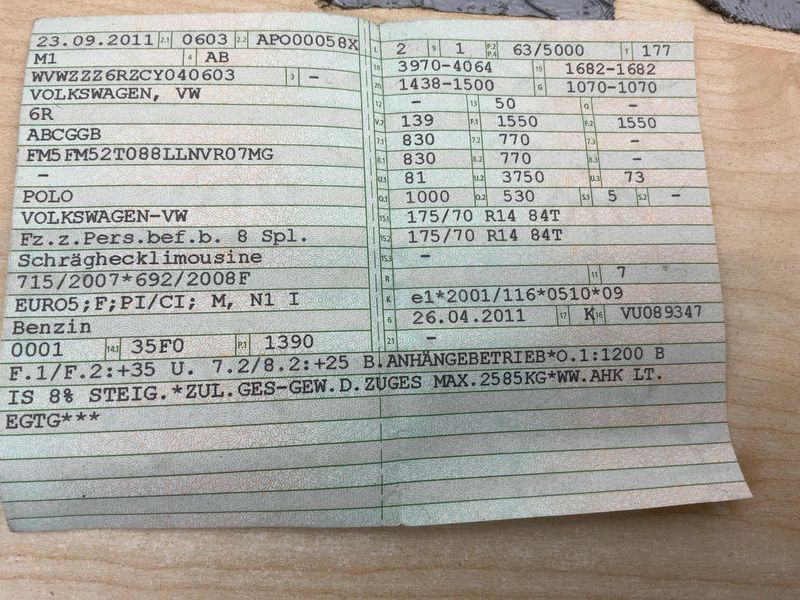 23.09.2011 2.1 0603 2.2 APO00058X
M1 4 AB
WVWZZZ6RZCY040603 3 –
VOLKSWAGEN, VW
6R
ABCGGB
FM5FM52T088LLNVR07MG
–
POLO
VOLKSWAGEN-VW
Fz.z.Pers.bef.b. 8 Spl.
Schräghecklimousine
715/2007*692/2008F
EURO5;F;PI/CI; M, N1 I
Benzin
0001 14.1 35F0 P.1 1390
L 2 9 1 P.2 P.4 63/5000 T 177
18 3970-4064 19 1682-1682
20 1438-1500 G 1070-1070
12 – 13 50 Q –
V.7 139 F.1 1550 F.2 1550
7.1 830 7.2 770 7.3 –
8.1 830 8.2 770 8.3 –
U.1 81 U.2 3750 U.3 73
O.1 1000 O.2 530 S.1 5 S.2 –
15.1 175/70 R14 84T
15.2 175/70 R14 84T
15.3 –
R 11 7
K e1*2001/116*0510*09
6 26.04.2011 17 K 16 VU089347
21 –
F.1/F.2:+35 U. 7.2/8.2:+25 B.ANHÄNGEBETRIEB*O.1:1200 B
IS 8% STEIG.*ZUL.GES-GEW.D.ZUGES MAX.2585KG*WW.AHK LT.
EGTG***